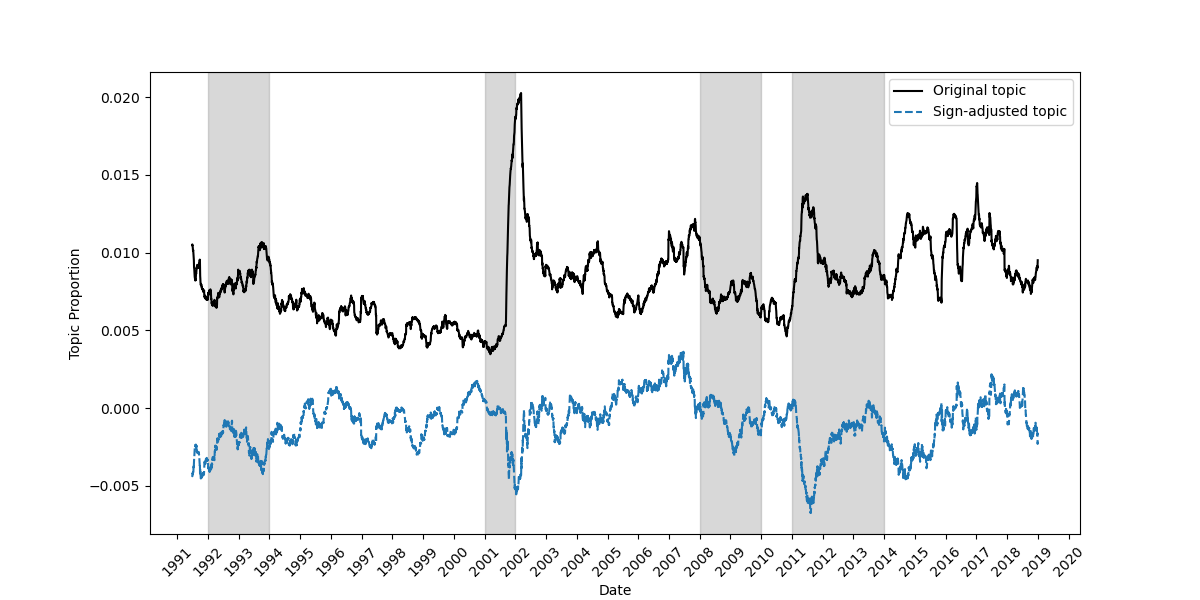 Original topic
Sign-adjusted topic
Topic Proportion
0.020
0.015
0.010
0.005
0.000
−0.005
1991 1992 1993 1994 1995 1996 1997 1998 1999 2000 2001 2002 2003 2004 2005 2006 2007 2008 2009 2010 2011 2012 2013 2014 2015 2016 2017 2018 2019 2020
Date